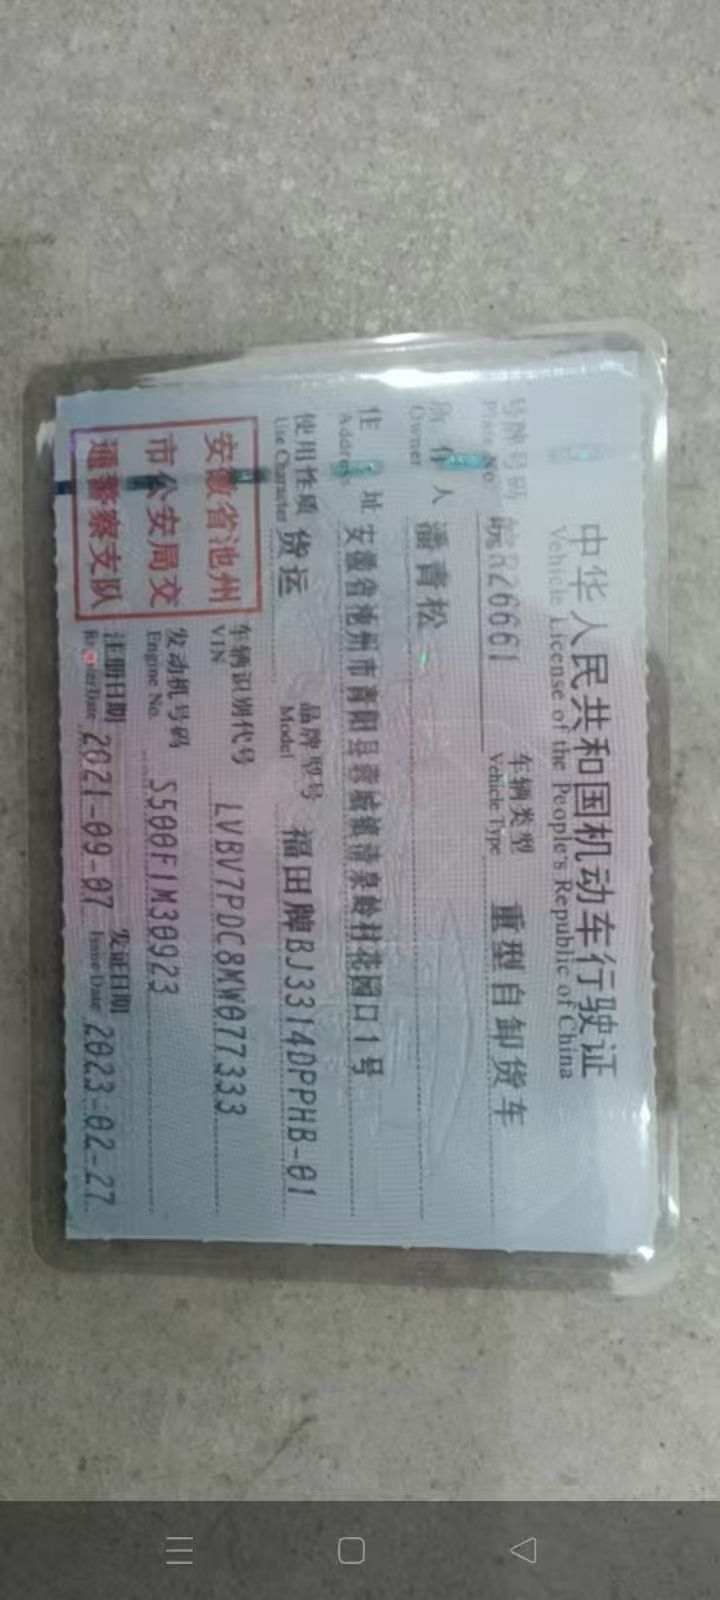 中华人民共和国机动车行驶证
Vehicle License of the People's Republic of China
号牌号码 皖R26661 车辆类型 重型自卸货车
Plate No. Vehicle Type
所有人 潘青松
Owner
住址 安徽省池州市青阳县蓉城镇清泉岭村花园口1号
Address
使用性质 货运 品牌型号 福田牌BJ3314DPPHB-01
Use Character Model
安徽省池州
市公安局交
通警察支队
车辆识别代号 LVBV7PDC8MW077333
VIN
发动机号码 S500F1M30923
Engine No.
注册日期 2021-09-07 发证日期 2023-02-27
Register Date Issue Date